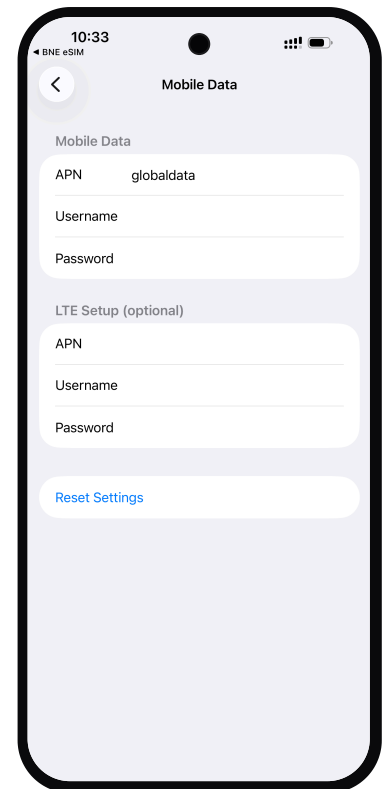 10:33
◀ BNE eSIM
Mobile Data
Mobile Data
APN globaldata
Username
Password
LTE Setup (optional)
APN
Username
Password
Reset Settings